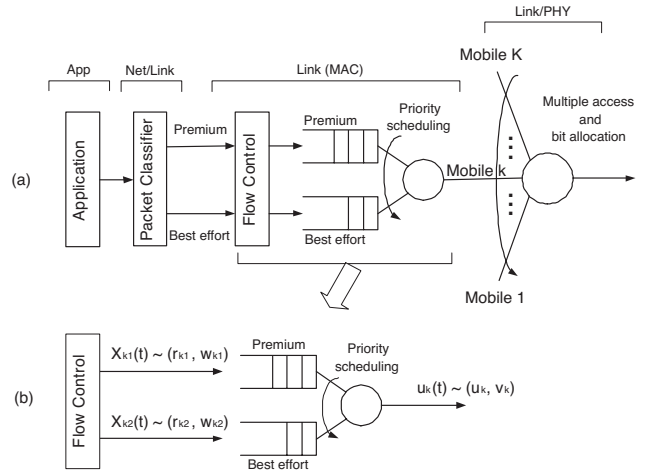 Link/PHY
App
Net/Link
Link (MAC)
Mobile K
Premium
Premium
Priority
scheduling
Multiple access
and
bit allocation
(a)
Application
Packet Classifier
Flow Control
Mobile k
Best effort
Best effort
Mobile 1
(b)
Flow Control
Xk1(t) ~ (rk1, wk1)
Premium
Priority
scheduling
uk(t) ~ (uk, vk)
Xk2(t) ~ (rk2, wk2)
Best effort